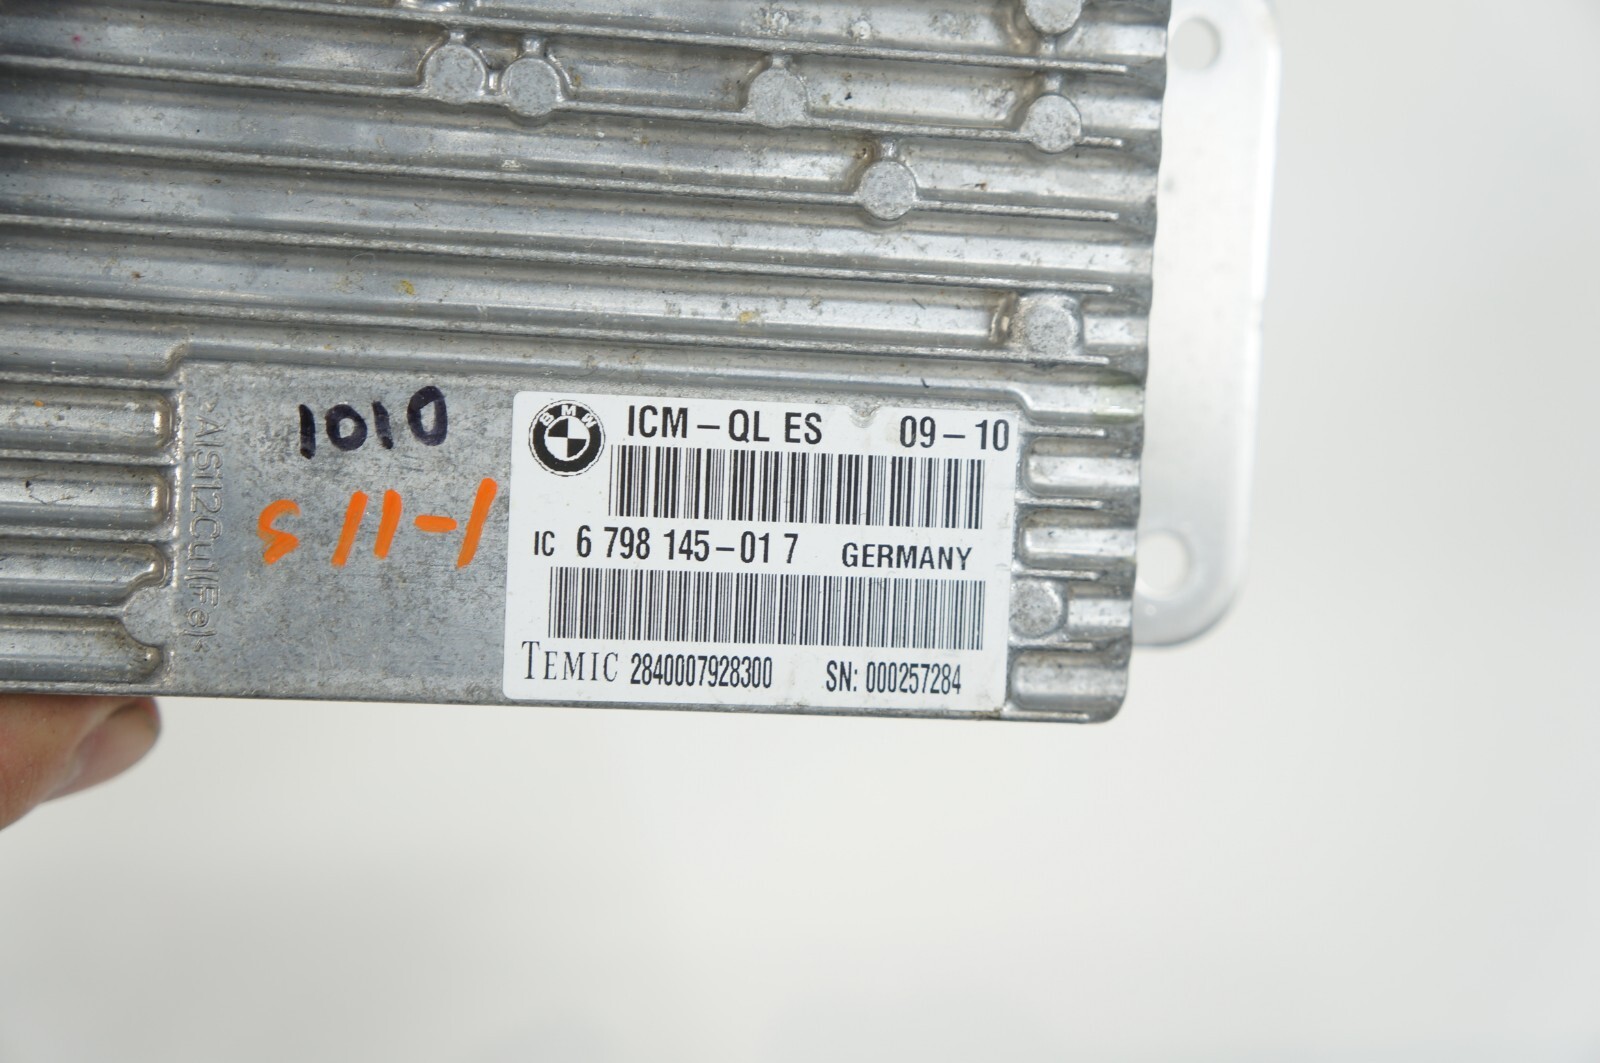 1010
S 11-1
>AlSi12Cu(Fe)<
BMW
ICM-QL ES 09-10
IC 6 798 145-01 7 GERMANY
TEMIC 2840007928300 SN: 000257284